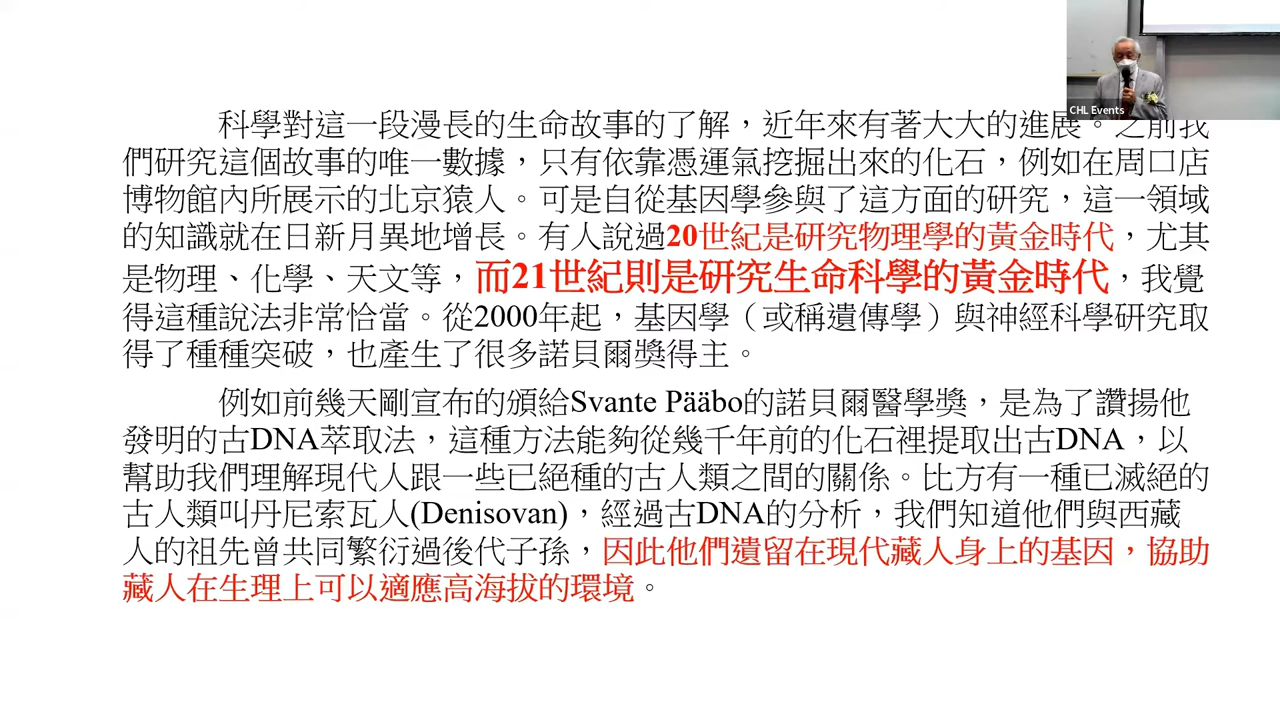 科學對這一段漫長的生命故事的了解，近年來有著大大的進展。之前我
們研究這個故事的唯一數據，只有依靠憑運氣挖掘出來的化石，例如在周口店
博物館內所展示的北京猿人。可是自從基因學參與了這方面的研究，這一領域
的知識就在日新月異地增長。有人說過20世紀是研究物理學的黃金時代，尤其
是物理、化學、天文等，而21世紀則是研究生命科學的黃金時代，我覺
得這種說法非常恰當。從2000年起，基因學（或稱遺傳學）與神經科學研究取
得了種種突破，也產生了很多諾貝爾獎得主。
例如前幾天剛宣布的頒給Svante Pääbo的諾貝爾醫學獎，是為了讚揚他
發明的古DNA萃取法，這種方法能夠從幾千年前的化石裡提取出古DNA，以
幫助我們理解現代人跟一些已絕種的古人類之間的關係。比方有一種已滅絕的
古人類叫丹尼索瓦人(Denisovan)，經過古DNA的分析，我們知道他們與西藏
人的祖先曾共同繁衍過後代子孫，因此他們遺留在現代藏人身上的基因，協助
藏人在生理上可以適應高海拔的環境。
CHL Events